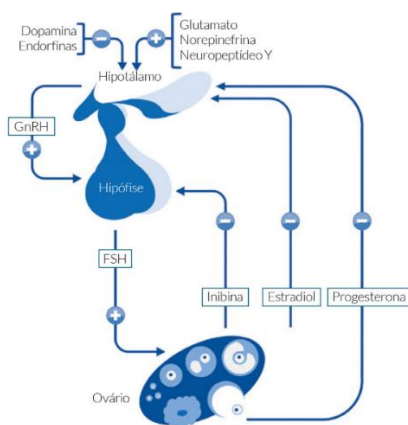 Dopamina
Endorfinas
Glutamato
Norepinefrina
Neuropeptídeo Y
Hipotálamo
GnRH
Hipófise
FSH
Inibina
Estradiol
Progesterona
Ovário